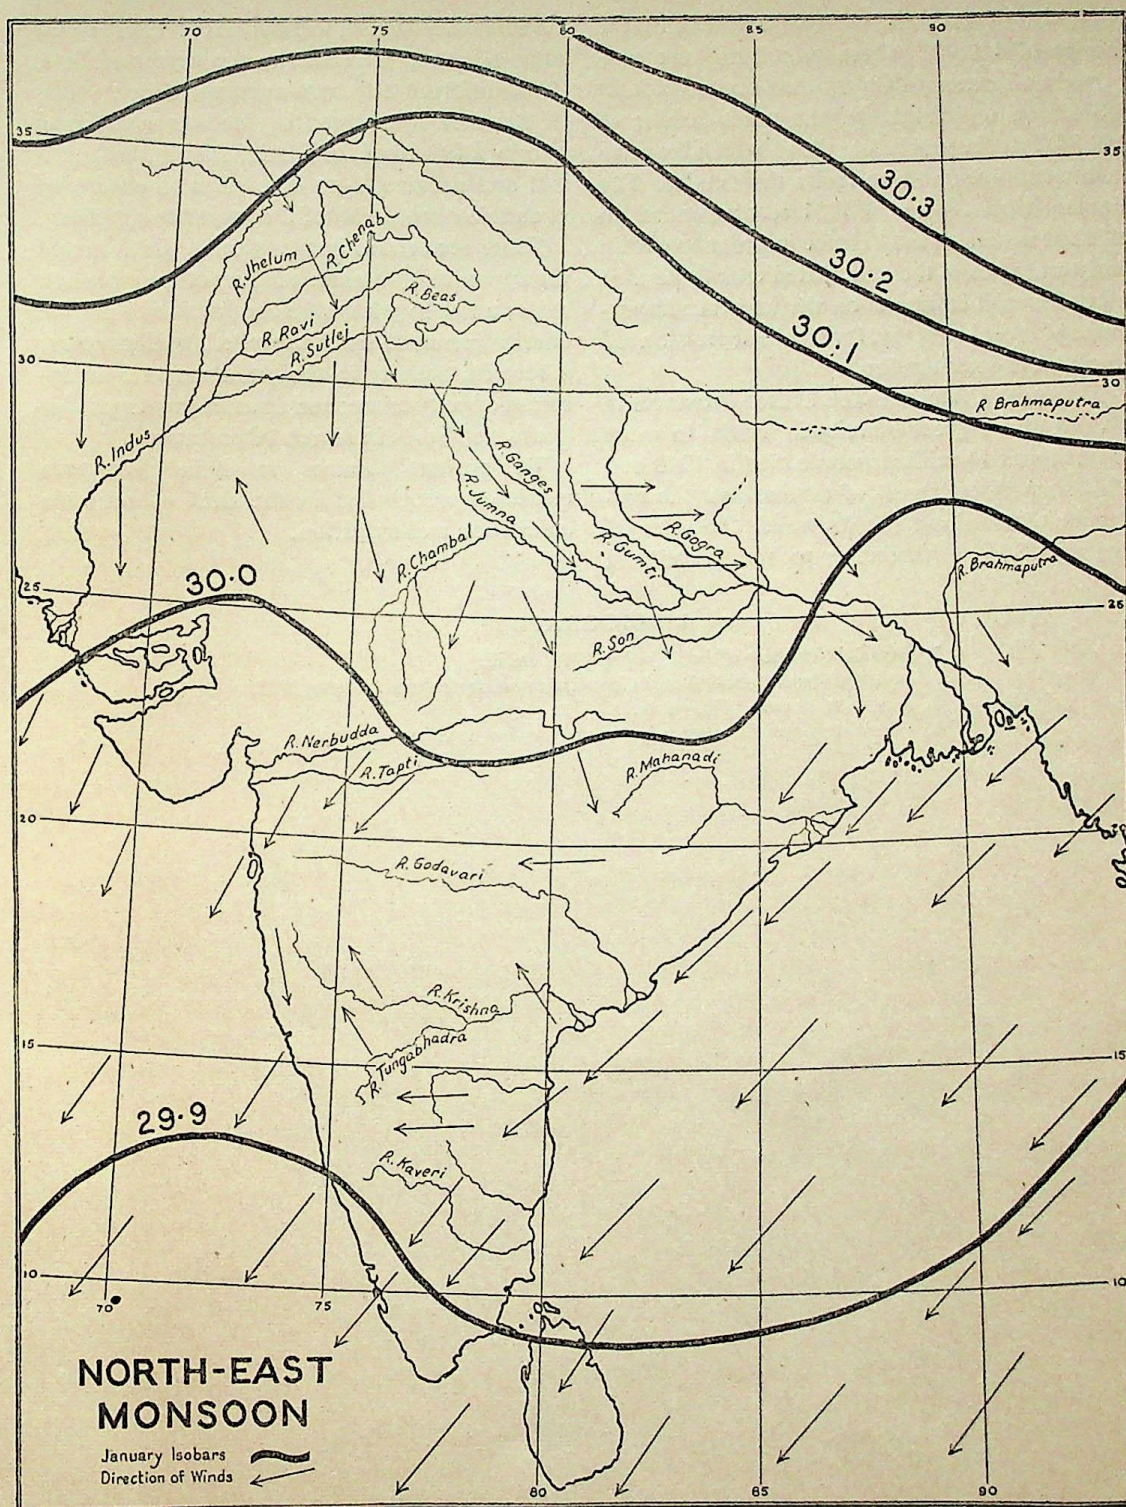 70 75 80 85 90
35 35
30·3
R.Chenab
R.Jhelum
30·2
R.Beas
R.Ravi
30·1
R.Sutlej
30 30
R Brahmaputra
R.Indus
R.Ganges
R.Jumna
R.Gogra
R.Gumti
R.Chambal
R.Brahmaputra
30·0
25 25
R.Son
R.Nerbudda
R.Tapti
R.Mahanadi
20
R.Godavari
R.Krishna
R.Tungabhadra
15 15
29·9
R.Kaveri
10 10
70 75
NORTH-EAST
MONSOON
January Isobars
Direction of Winds
80 85 90